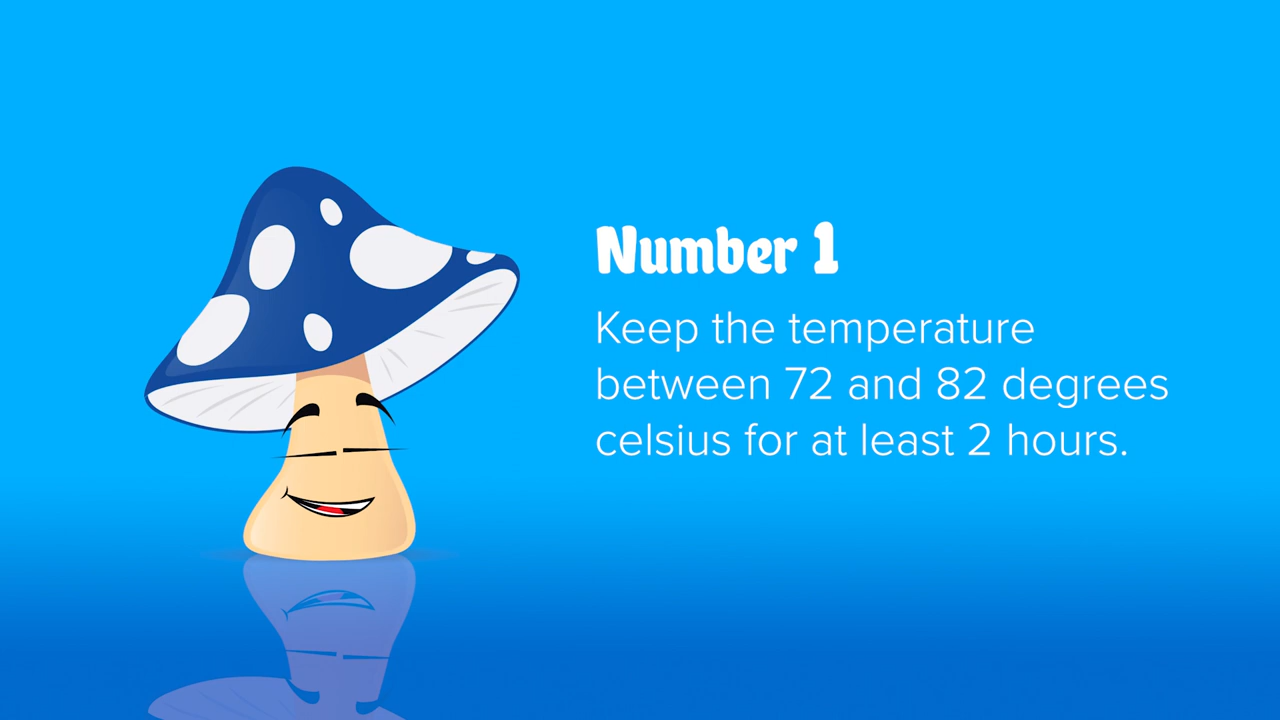 Number 1
Keep the temperature
between 72 and 82 degrees
celsius for at least 2 hours.